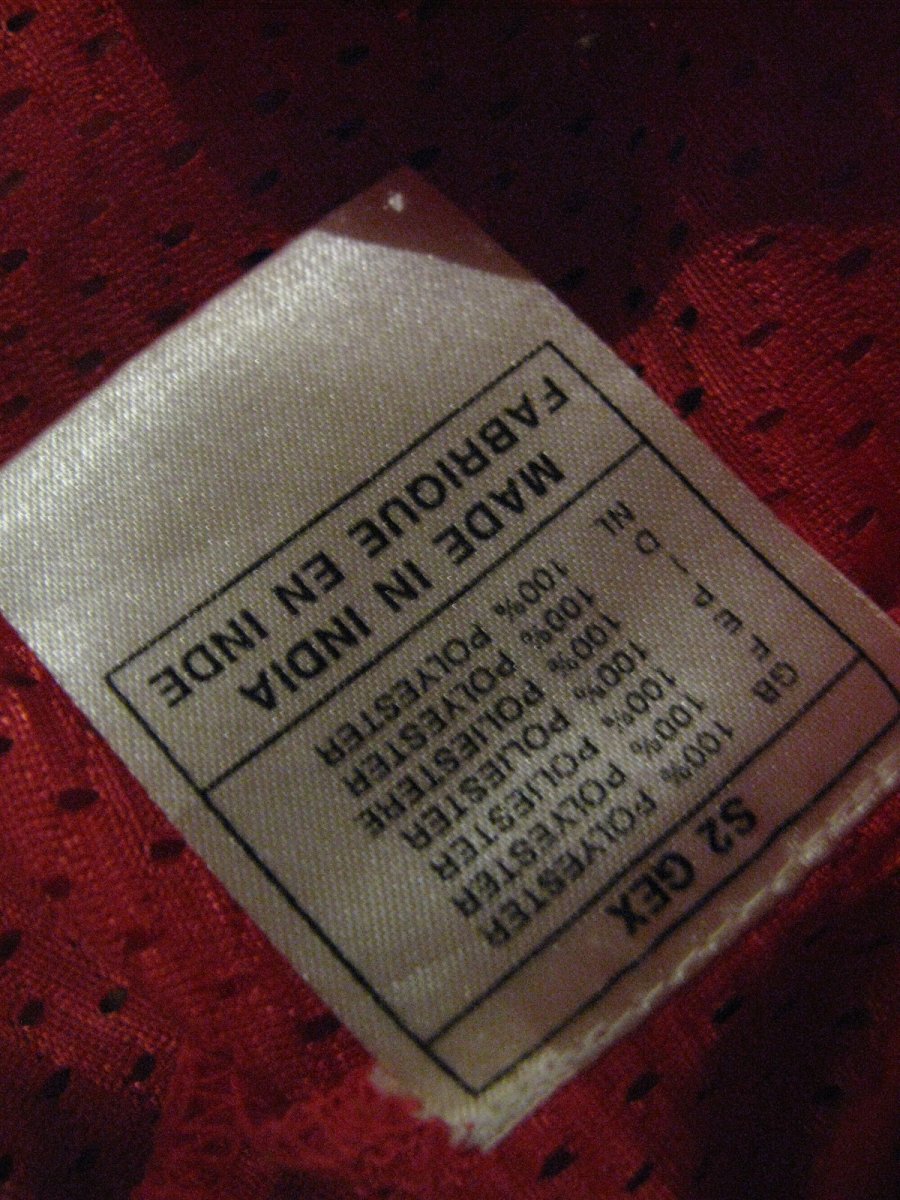 S2 GEX
GB 100% POLYESTER
F 100% POLYESTER
E 100% POLIESTER
P 100% POLIESTER
I 100% POLIESTERE
D 100% POLYESTER
NL 100% POLYESTER
MADE IN INDIA
FABRIQUE EN INDE